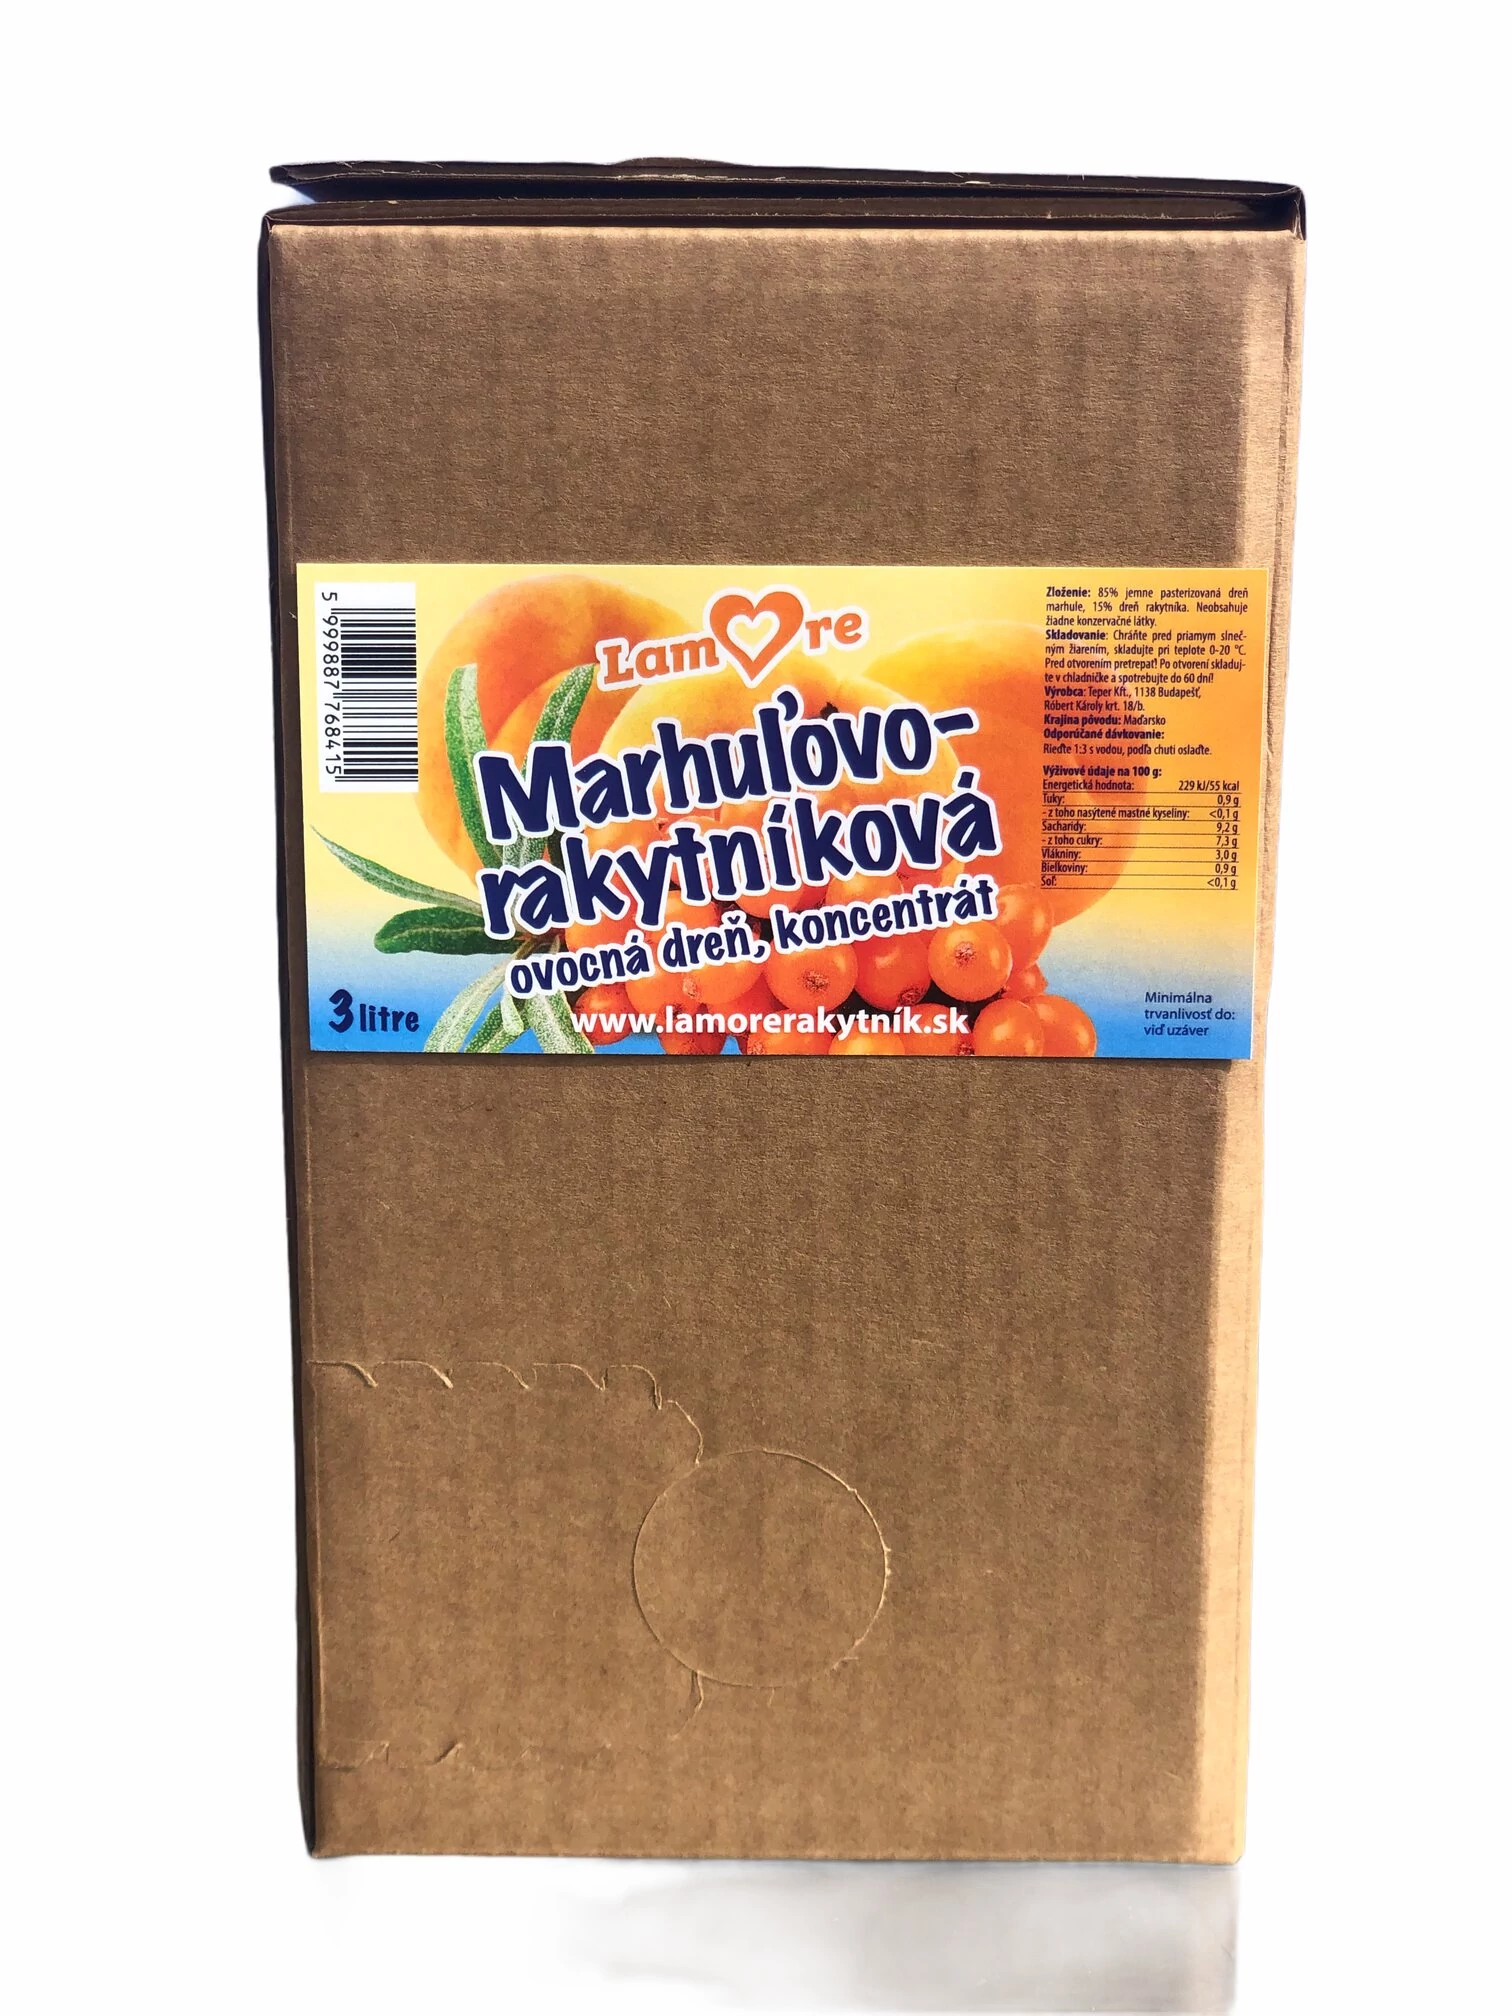 5 999887 768415
Lam re
Marhuľovo-
rakytníková
ovocná dreň, koncentrát
3 litre
www.lamorerakytník.sk
Zloženie: 85% jemne pasterizovaná dreň
marhule, 15% dreň rakytníka. Neobsahuje
žiadne konzervačné látky.
Skladovanie: Chráňte pred priamym slneč-
ným žiarením, skladujte pri teplote 0-20 °C.
Pred otvorením pretrepať! Po otvorení skladuj-
te v chladničke a spotrebujte do 60 dní!
Výrobca: Teper Kft., 1138 Budapešť,
Róbert Károly krt. 18/b.
Krajina pôvodu: Maďarsko
Odporúčané dávkovanie:
Rieďte 1:3 s vodou, podľa chuti oslaďte.
Výživové údaje na 100 g:
Energetická hodnota: 229 kJ/55 kcal
Tuky: 0,9 g
- z toho nasýtené mastné kyseliny: <0,1 g
Sacharidy: 9,2 g
- z toho cukry: 7,3 g
Vlákniny: 3,0 g
Bielkoviny: 0,9 g
Soľ: <0,1 g
Minimálna
trvanlivosť do:
viď uzáver